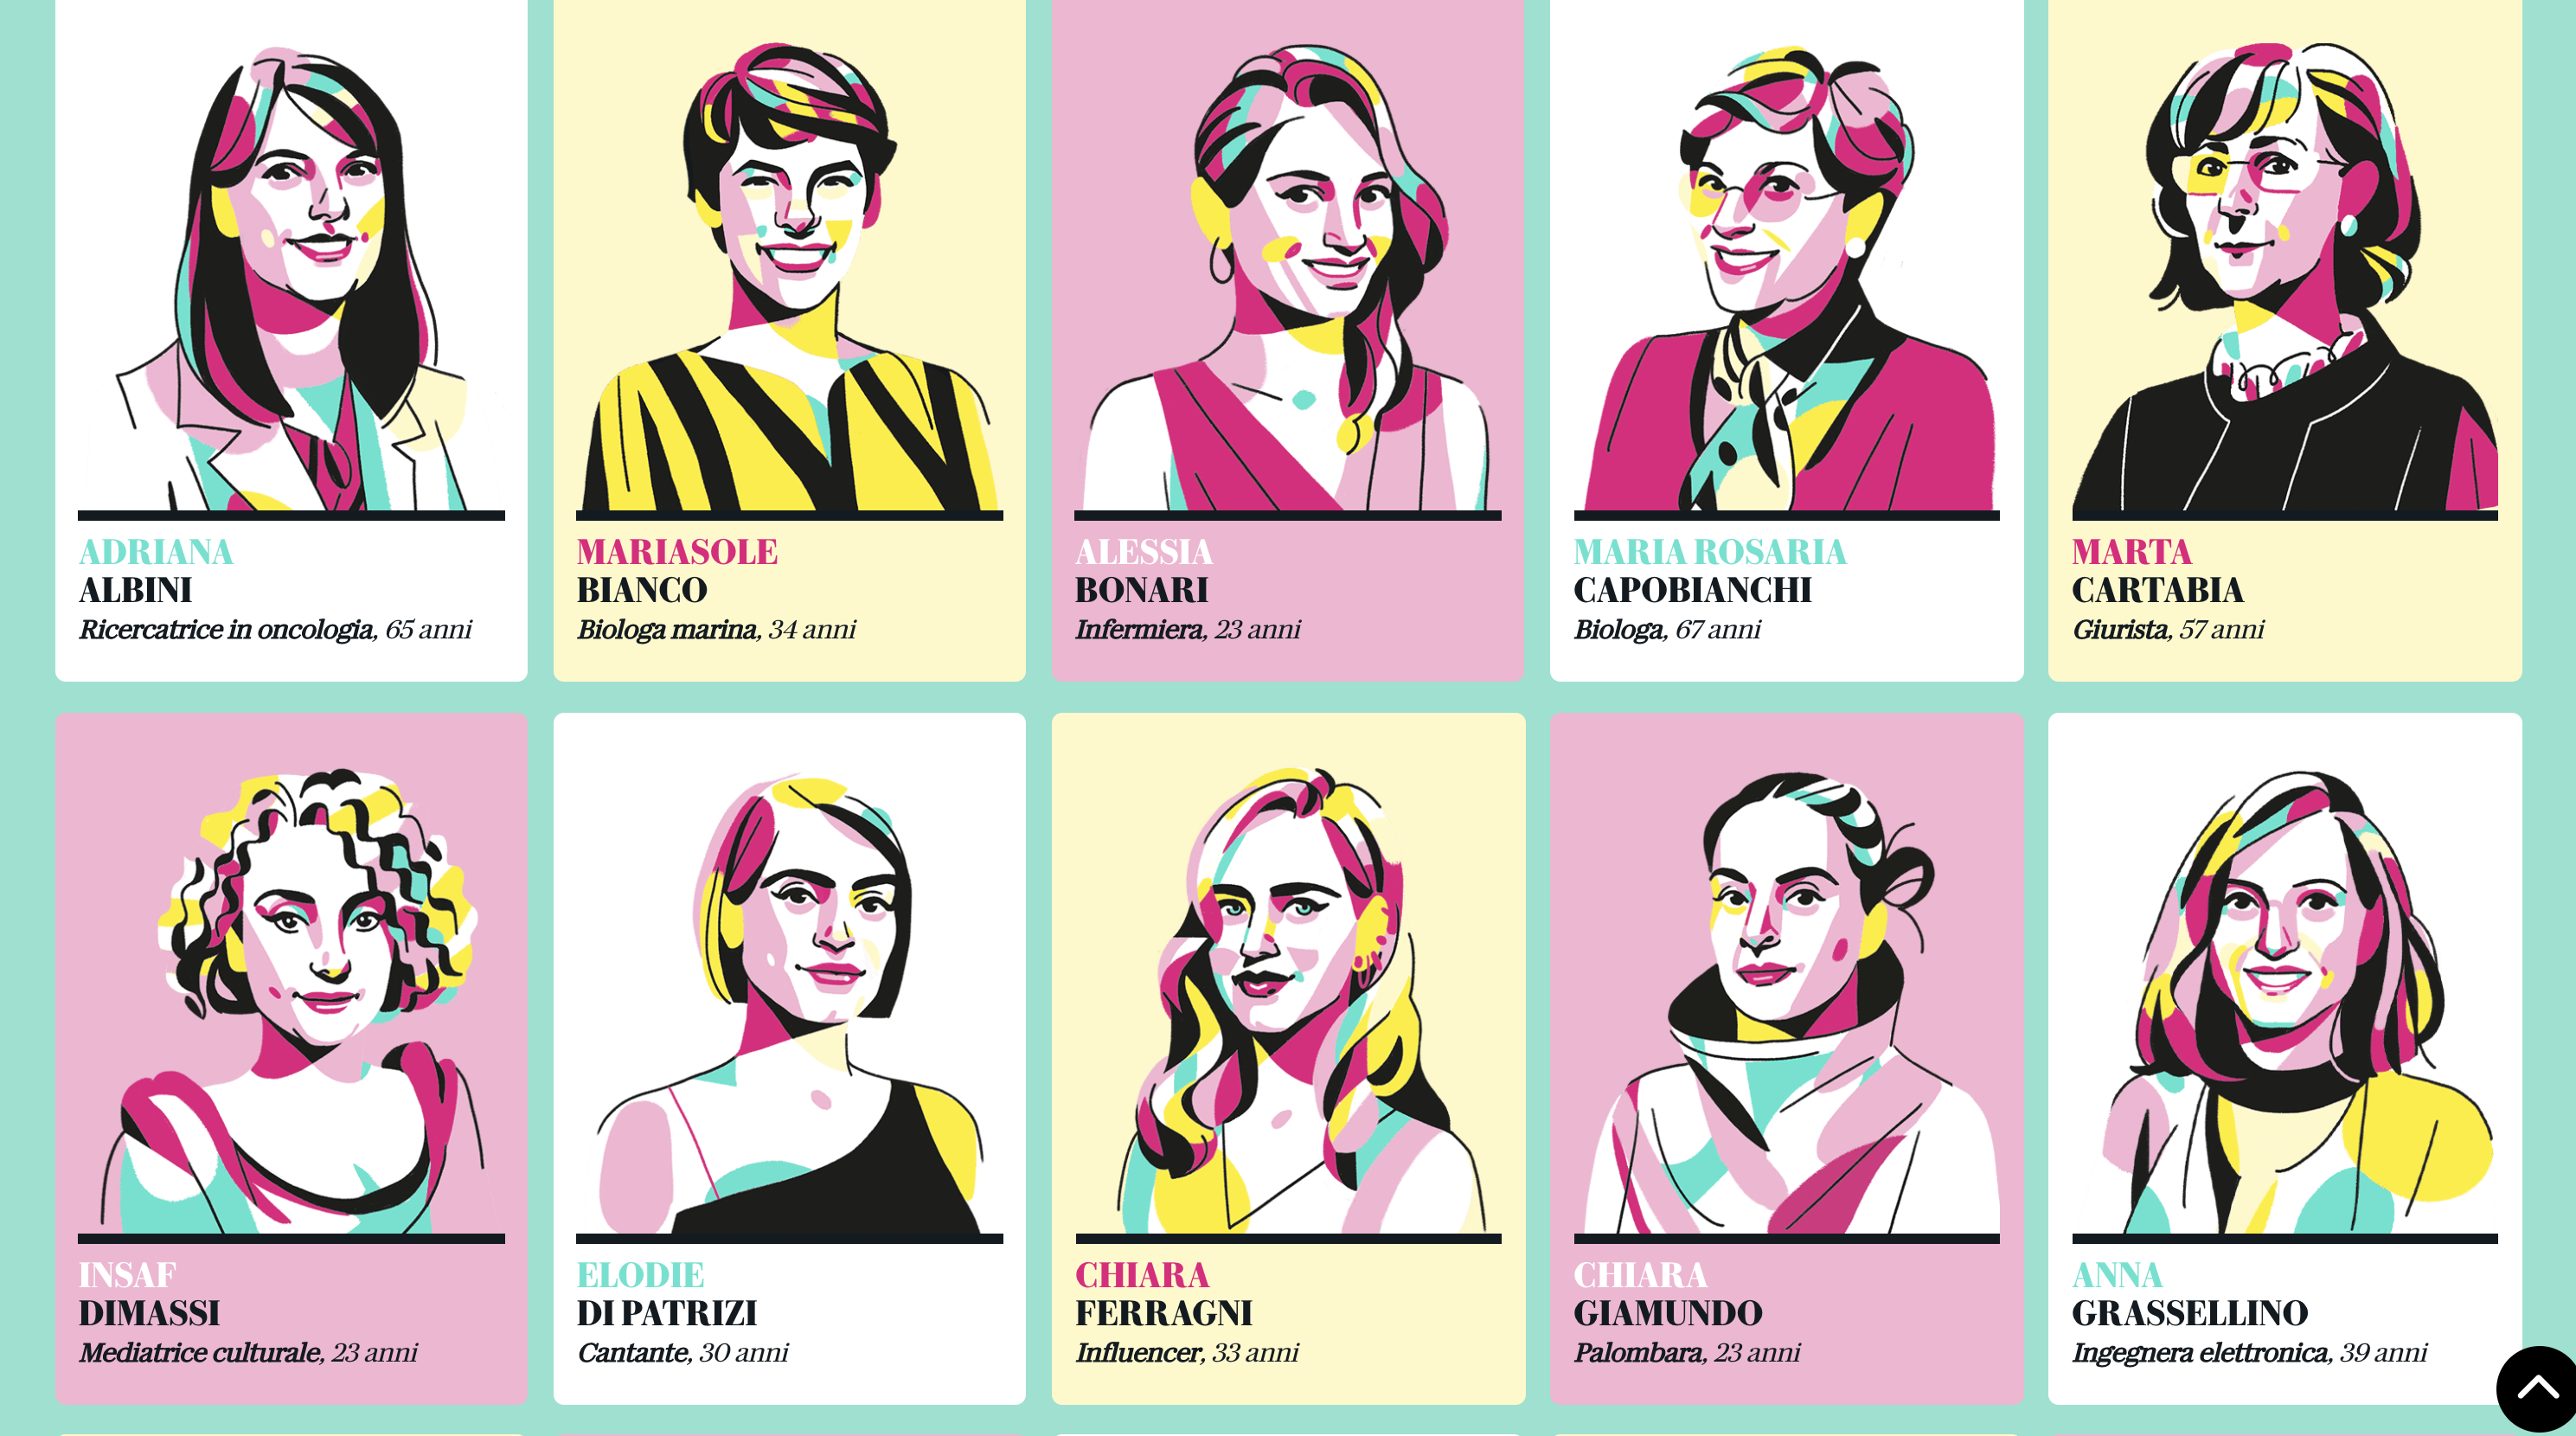 ADRIANA
ALBINI
Ricercatrice in oncologia, 65 anni
MARIASOLE
BIANCO
Biologa marina, 34 anni
ALESSIA
BONARI
Infermiera, 23 anni
MARIA ROSARIA
CAPOBIANCHI
Biologa, 67 anni
MARTA
CARTABIA
Giurista, 57 anni
INSAF
DIMASSI
Mediatrice culturale, 23 anni
ELODIE
DI PATRIZI
Cantante, 30 anni
CHIARA
FERRAGNI
Influencer, 33 anni
CHIARA
GIAMUNDO
Palombara, 23 anni
ANNA
GRASSELLINO
Ingegnera elettronica, 39 anni